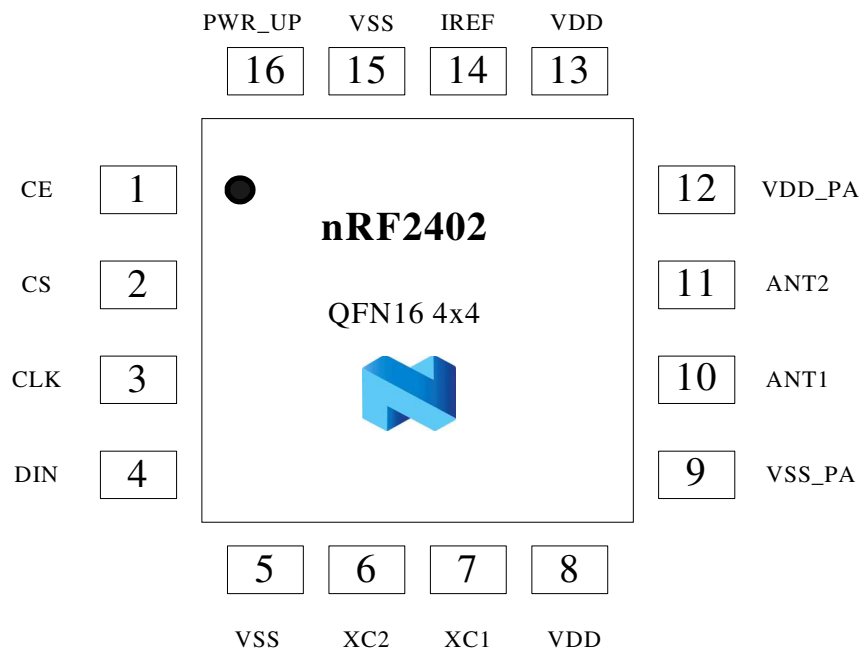 PWR_UP VSS IREF VDD
16 15 14 13
CE 1 12 VDD_PA
nRF2402
CS 2 11 ANT2
QFN16 4x4
CLK 3 10 ANT1
DIN 4 9 VSS_PA
5 6 7 8
VSS XC2 XC1 VDD